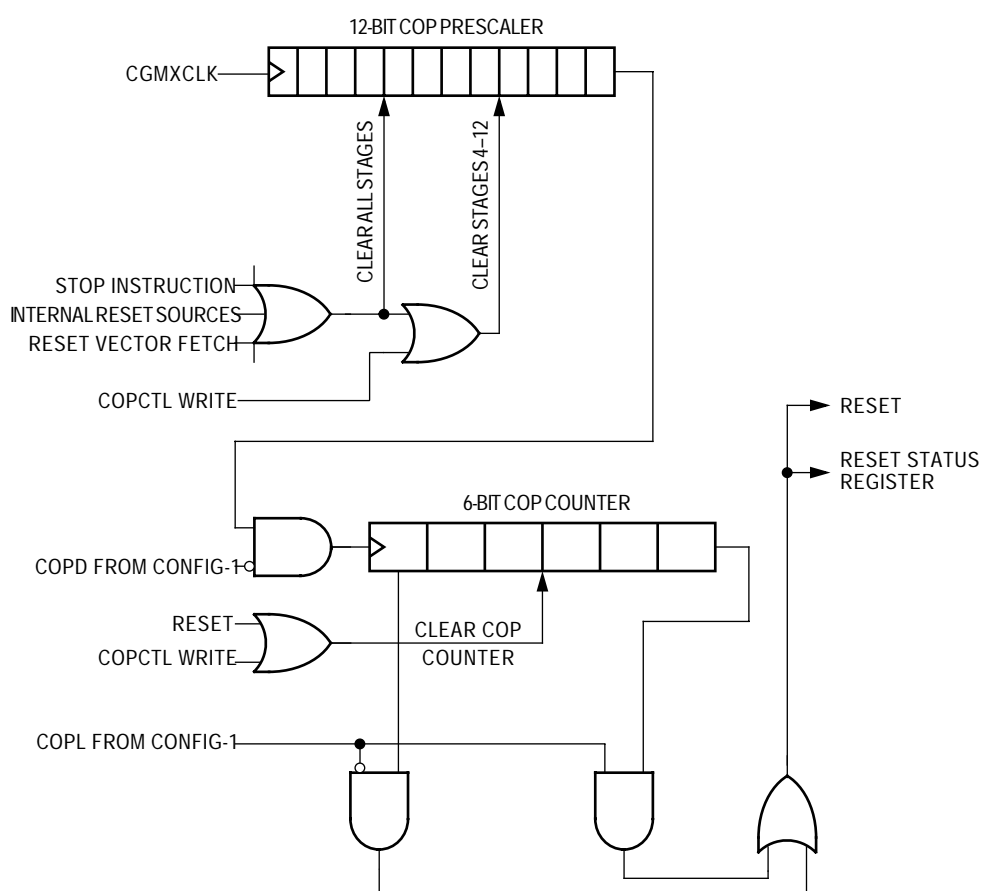 12-BIT COP PRESCALER
CGMXCLK
CLEAR ALL STAGES
CLEAR STAGES 4–12
STOP INSTRUCTION
INTERNAL RESET SOURCES
RESET VECTOR FETCH
COPCTL WRITE
RESET
RESET STATUS
REGISTER
6-BIT COP COUNTER
COPD FROM CONFIG-1
RESET
CLEAR COP
COUNTER
COPCTL WRITE
COPL FROM CONFIG-1